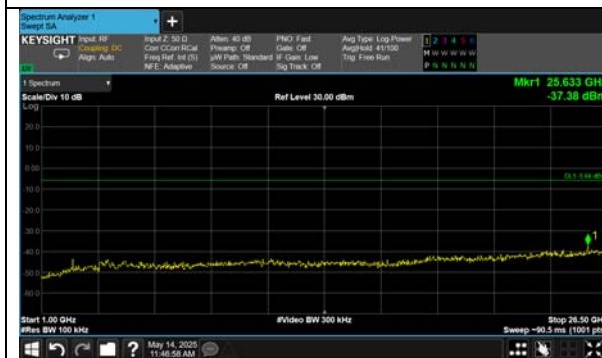 Spectrum Analyzer 1
Swept SA
+
KEYSIGHT Input: RF Input Z: 50 Ω Atten: 40 dB PNO: Fast Avg Type: Log-Power 1 2 3 4 5 6
Coupling: DC Corr CCorr RCal Preamp: Off Gate: Off Avg|Hold: 41/100 M W W W W W
Align: Auto Freq Ref: Int (S) µW Path: Standard IF Gain: Low Trig: Free Run P N N N N N
NFE: Adaptive Source: Off Sig Track: Off
1 Spectrum
Mkr1 25.633 GH
Scale/Div 10 dB Ref Level 30.00 dBm -37.38 dBm
Log
20.0
10.0
0.00
-10.0
-20.0
-30.0
1
-40.0
-50.0
-60.0
Start 1.00 GHz #Video BW 300 kHz Stop 26.50 GH
#Res BW 100 kHz Sweep ~90.5 ms (1001 pts
? May 14, 2025
11:46:58 AM